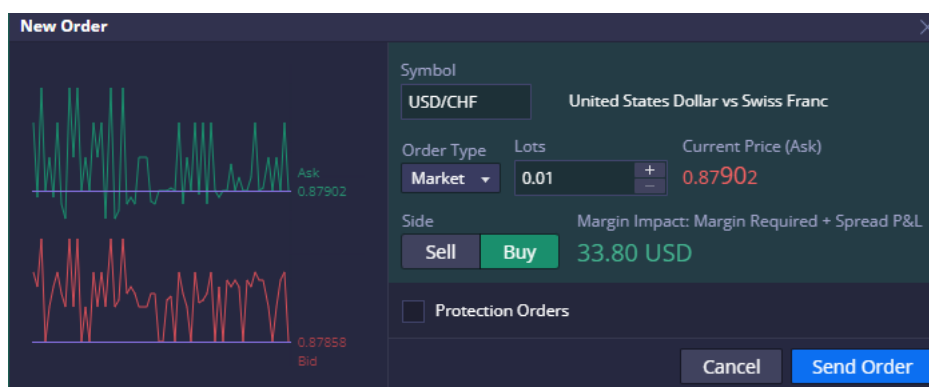 New Order
Symbol
USD/CHF United States Dollar vs Swiss Franc
Order Type Lots Current Price (Ask)
Market 0.01 + - 0.87902
Side Margin Impact: Margin Required + Spread P&L
Sell Buy 33.80 USD
Protection Orders
Cancel Send Order
Ask
0.87902
0.87858
Bid